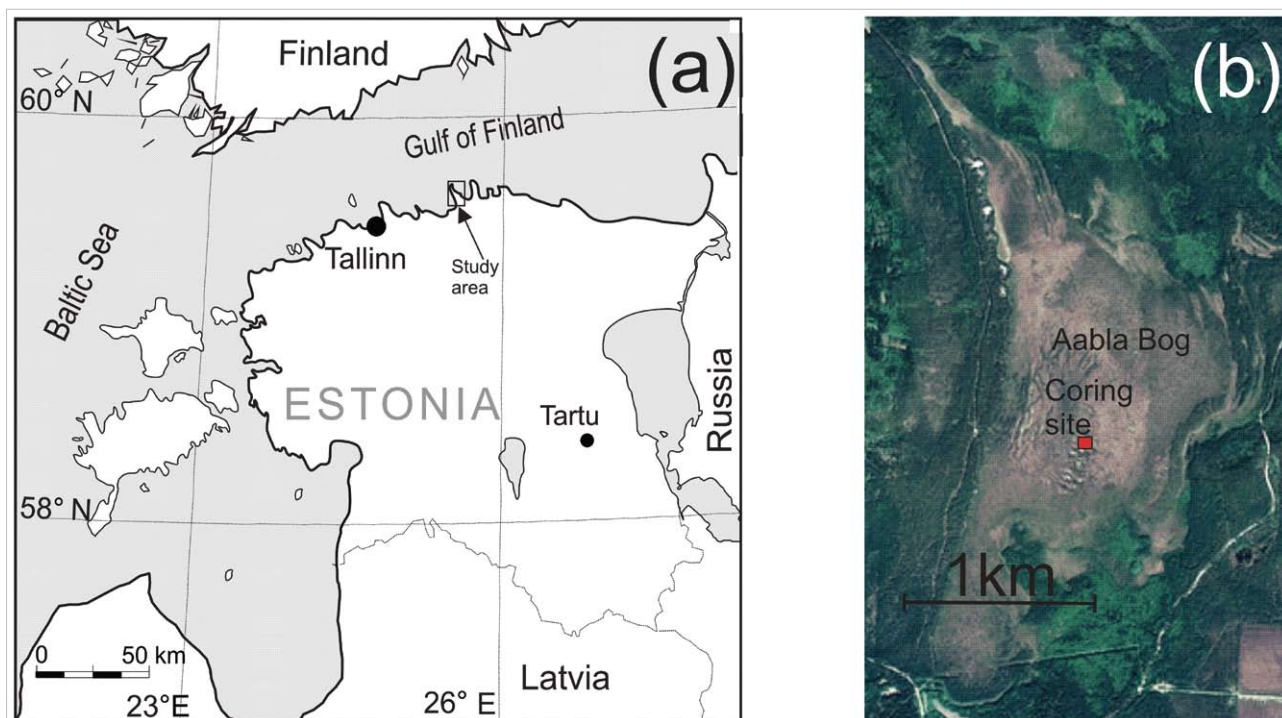 Finland
(a)
60° N
Gulf of Finland
Baltic Sea
Tallinn
Study
area
ESTONIA
Tartu
Russia
58° N
0 50 km
23°E
26° E
Latvia
(b)
Aabla Bog
Coring
site
1km